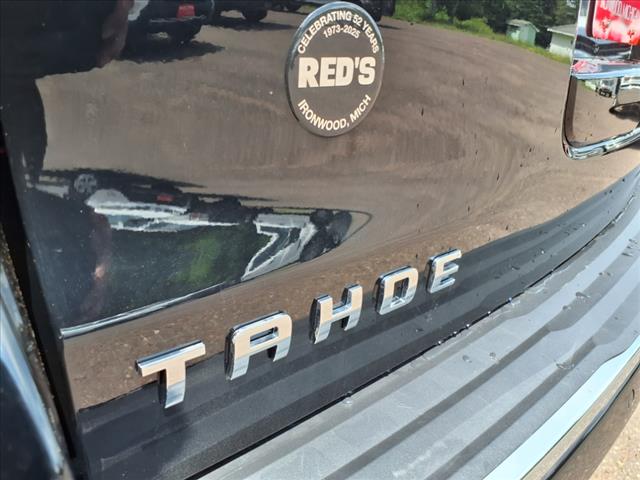 CELEBRATING 52 YEARS
1973-2025
RED'S
IRONWOOD, MICH
TAHOE